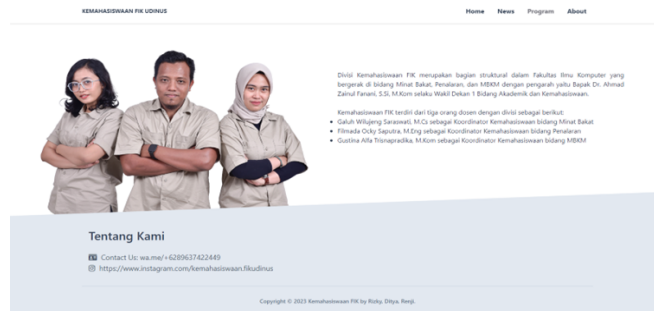 KEMAHASISWAAN FIK UDINUS
Home News Program About
Divisi Kemahasiswaan FIK merupakan bagian struktural dalam Fakultas Ilmu Komputer yang
bergerak di bidang Minat Bakat, Penalaran, dan MBKM dengan pengarah yaitu Bapak Dr. Ahmad
Zainul Fanani, S.Si, M.Kom selaku Wakil Dekan 1 Bidang Akademik dan Kemahasiswaan.
Kemahasiswaan FIK terdiri dari tiga orang dosen dengan divisi sebagai berikut:
• Galuh Wilujeng Saraswati, M.Cs sebagai Koordinator Kemahasiswaan bidang Minat Bakat
• Filmada Ocky Saputra, M.Eng sebagai Koordinator Kemahasiswaan bidang Penalaran
• Gustina Alfa Trisnapradika, M.Kom sebagai Koordinator Kemahasiswaan bidang MBKM
Tentang Kami
Contact Us: wa.me/+6289637422449
https://www.instagram.com/kemahasiswaan.fikudinus
Copyright © 2023 Kemahasiswaan FIK by Rizky, Ditya, Renji.